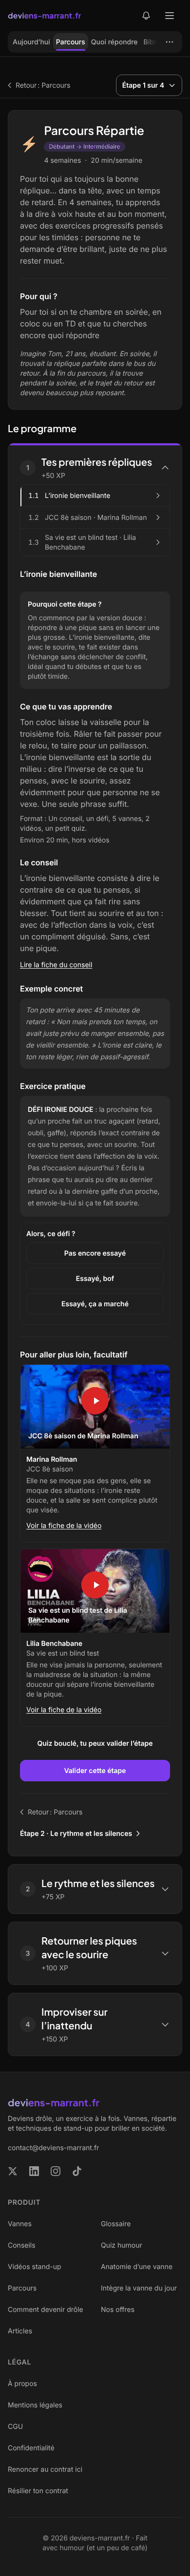 deviens-marrant.fr
Aujourd'hui Parcours Quoi répondre
Retour : Parcours
Étape 1 sur 4
Parcours Répartie
Débutant → Intermédiaire
4 semaines · 20 min/semaine
Pour toi qui as toujours la bonne
réplique… dans ta tête, avec un temps
de retard. En 4 semaines, tu apprends
à la dire à voix haute et au bon moment,
avec des exercices progressifs pensés
pour les timides : personne ne te
demande d'être brillant, juste de ne plus
rester muet.
Pour qui ?
Pour toi si on te chambre en soirée, en
coloc ou en TD et que tu cherches
encore quoi répondre
Imagine Tom, 21 ans, étudiant. En soirée, il
trouvait la réplique parfaite dans le bus du
retour. À la fin du parcours, il la trouve
pendant la soirée, et le trajet du retour est
devenu beaucoup plus reposant.
Le programme
1
Tes premières répliques
+50 XP
1.1 L'ironie bienveillante
1.2 JCC 8è saison · Marina Rollman
1.3 Sa vie est un blind test · Lilia
Benchabane
L'ironie bienveillante
Pourquoi cette étape ?
On commence par la version douce :
répondre à une pique sans se lancer une
plus grosse. L'ironie bienveillante, dite
avec le sourire, te fait exister dans
l'échange sans déclencher de conflit,
idéal quand tu débutes et que tu es
plutôt timide.
Ce que tu vas apprendre
Ton coloc laisse la vaisselle pour la
troisième fois. Râler te fait passer pour
le relou, te taire pour un paillasson.
L'ironie bienveillante est la sortie du
milieu : dire l'inverse de ce que tu
penses, avec le sourire, assez
évidemment pour que personne ne se
vexe. Une seule phrase suffit.
Format : Un conseil, un défi, 5 vannes, 2
vidéos, un petit quiz.
Environ 20 min, hors vidéos
Le conseil
L'ironie bienveillante consiste à dire le
contraire de ce que tu penses, si
évidemment que ça fait rire sans
blesser. Tout tient au sourire et au ton :
avec de l'affection dans la voix, c'est
un compliment déguisé. Sans, c'est
une pique.
Lire la fiche du conseil
Exemple concret
Ton pote arrive avec 45 minutes de
retard : « Non mais prends ton temps, on
avait juste prévu de manger ensemble, pas
de vieillir ensemble. » L'ironie est claire, le
ton reste léger, rien de passif-agressif.
Exercice pratique
DÉFI IRONIE DOUCE : la prochaine fois
qu'un proche fait un truc agaçant (retard,
oubli, gaffe), réponds l'exact contraire de
ce que tu penses, avec un sourire. Tout
l'exercice tient dans l'affection de la voix.
Pas d'occasion aujourd'hui ? Écris la
phrase que tu aurais pu dire au dernier
retard ou à la dernière gaffe d'un proche,
et envoie-la-lui si ça te fait sourire.
Alors, ce défi ?
Pas encore essayé
Essayé, bof
Essayé, ça a marché
Pour aller plus loin, facultatif
JCC 8è saison de Marina Rollman
Marina Rollman
JCC 8è saison
Elle ne se moque pas des gens, elle se
moque des situations : l'ironie reste
douce, et la salle se sent complice plutôt
que visée.
Voir la fiche de la vidéo
LILIA
BENCHABANE
Sa vie est un blind test de Lilia
Benchabane
Lilia Benchabane
Sa vie est un blind test
Elle ne vise jamais la personne, seulement
la maladresse de la situation : la même
douceur qui sépare l'ironie bienveillante
de la pique.
Voir la fiche de la vidéo
Quiz bouclé, tu peux valider l'étape
Valider cette étape
Retour : Parcours
Étape 2 · Le rythme et les silences
2
Le rythme et les silences
+75 XP
3
Retourner les piques
avec le sourire
+100 XP
4
Improviser sur
l'inattendu
+150 XP
deviens-marrant.fr
Deviens drôle, un exercice à la fois. Vannes, répartie
et techniques de stand-up pour briller en société.
contact@deviens-marrant.fr
PRODUIT
Vannes
Glossaire
Conseils
Quiz humour
Vidéos stand-up
Anatomie d'une vanne
Parcours
Intègre la vanne du jour
Comment devenir drôle
Nos offres
Articles
LÉGAL
À propos
Mentions légales
CGU
Confidentialité
Renoncer au contrat ici
Résilier ton contrat
© 2026 deviens-marrant.fr · Fait
avec humour (et un peu de café)